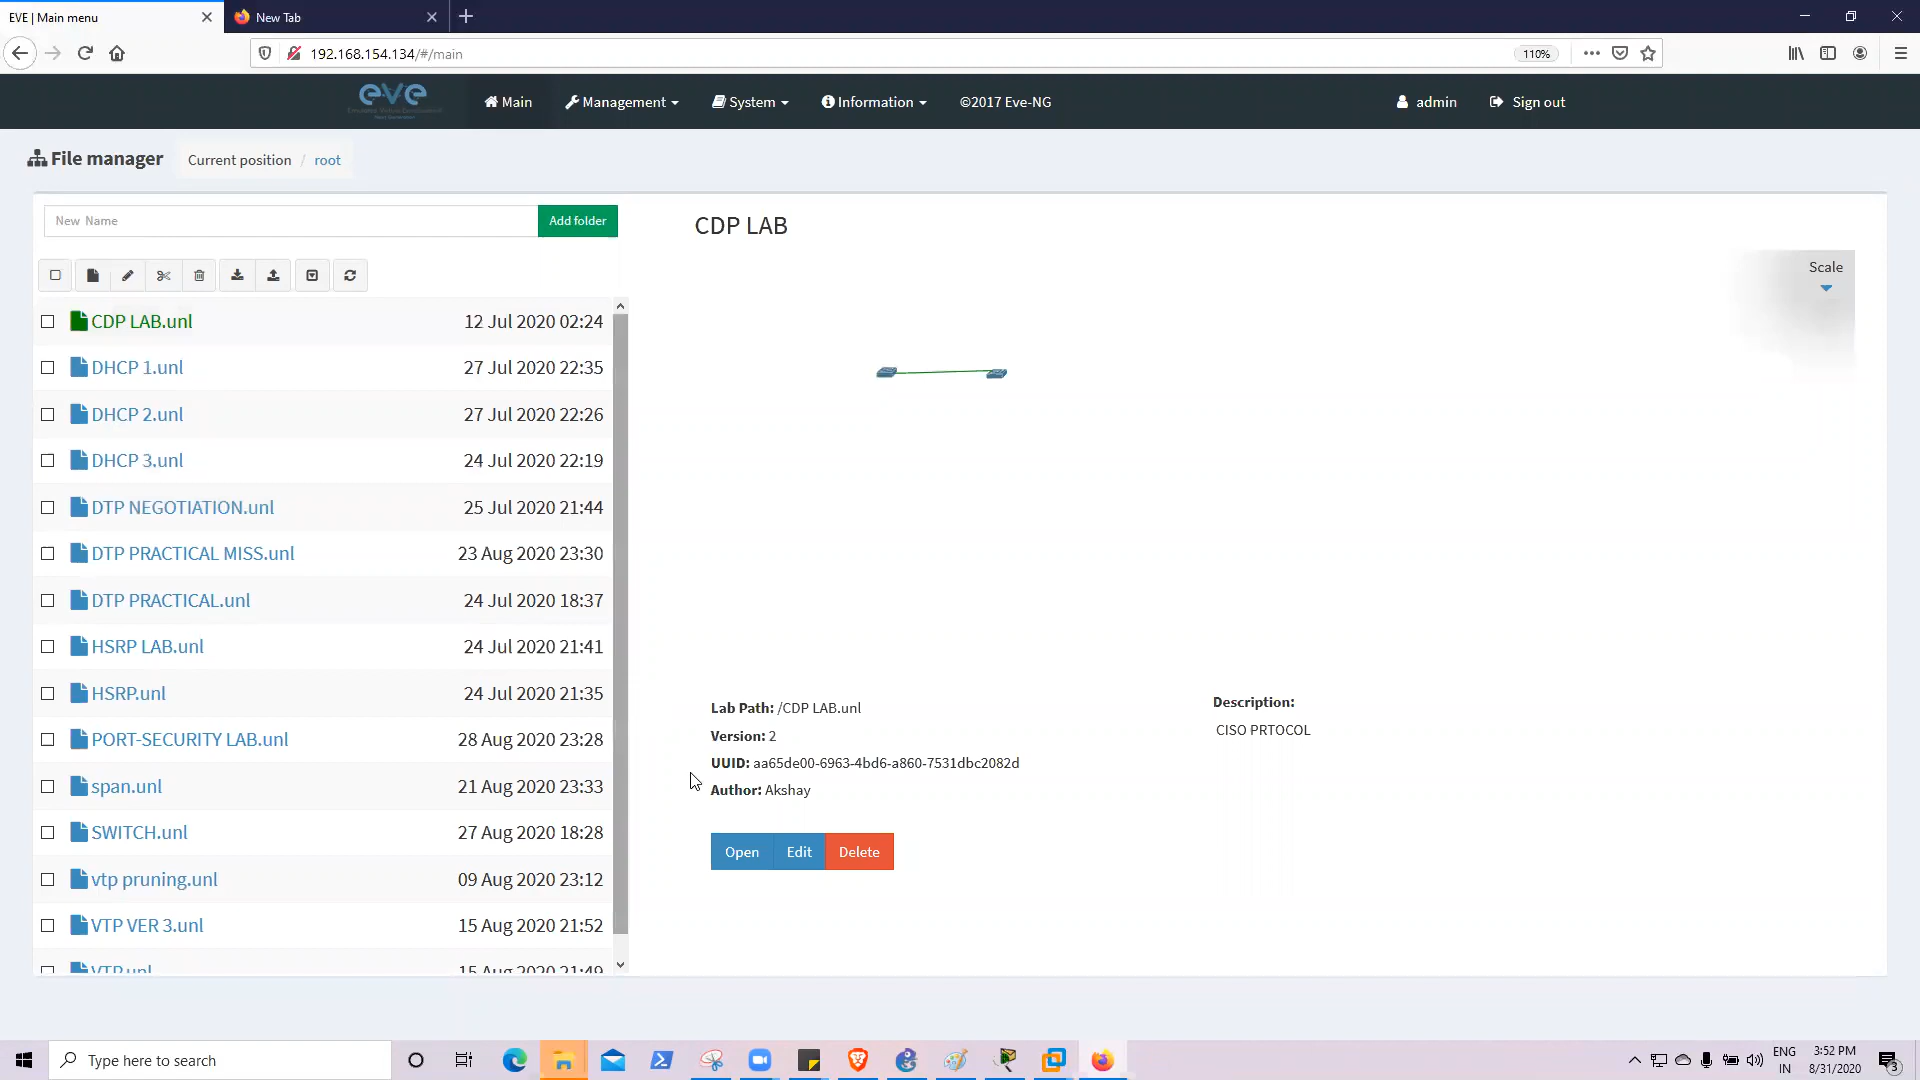 EVE | Main menu
New Tab
192.168.154.134/#/main
110%
eve
Main
Management
System
Information
©2017 Eve-NG
admin
Sign out
File manager
Current position / root
New Name
Add folder
CDP LAB
Scale
CDP LAB.unl 12 Jul 2020 02:24
DHCP 1.unl 27 Jul 2020 22:35
DHCP 2.unl 27 Jul 2020 22:26
DHCP 3.unl 24 Jul 2020 22:19
DTP NEGOTIATION.unl 25 Jul 2020 21:44
DTP PRACTICAL MISS.unl 23 Aug 2020 23:30
DTP PRACTICAL.unl 24 Jul 2020 18:37
HSRP LAB.unl 24 Jul 2020 21:41
HSRP.unl 24 Jul 2020 21:35
PORT-SECURITY LAB.unl 28 Aug 2020 23:28
span.unl 21 Aug 2020 23:33
SWITCH.unl 27 Aug 2020 18:28
vtp pruning.unl 09 Aug 2020 23:12
VTP VER 3.unl 15 Aug 2020 21:52
VTP.unl 15 Aug 2020 21:49
Lab Path: /CDP LAB.unl
Version: 2
UUID: aa65de00-6963-4bd6-a860-7531dbc2082d
Author: Akshay
Description:
CISO PRTOCOL
Open
Edit
Delete
Type here to search
ENG
IN
3:52 PM
8/31/2020
3